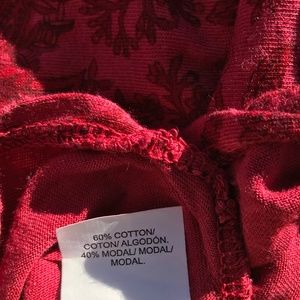 60% COTTON/
COTON/ ALGODÓN.
40% MODAL/ MODAL/
MODAL.